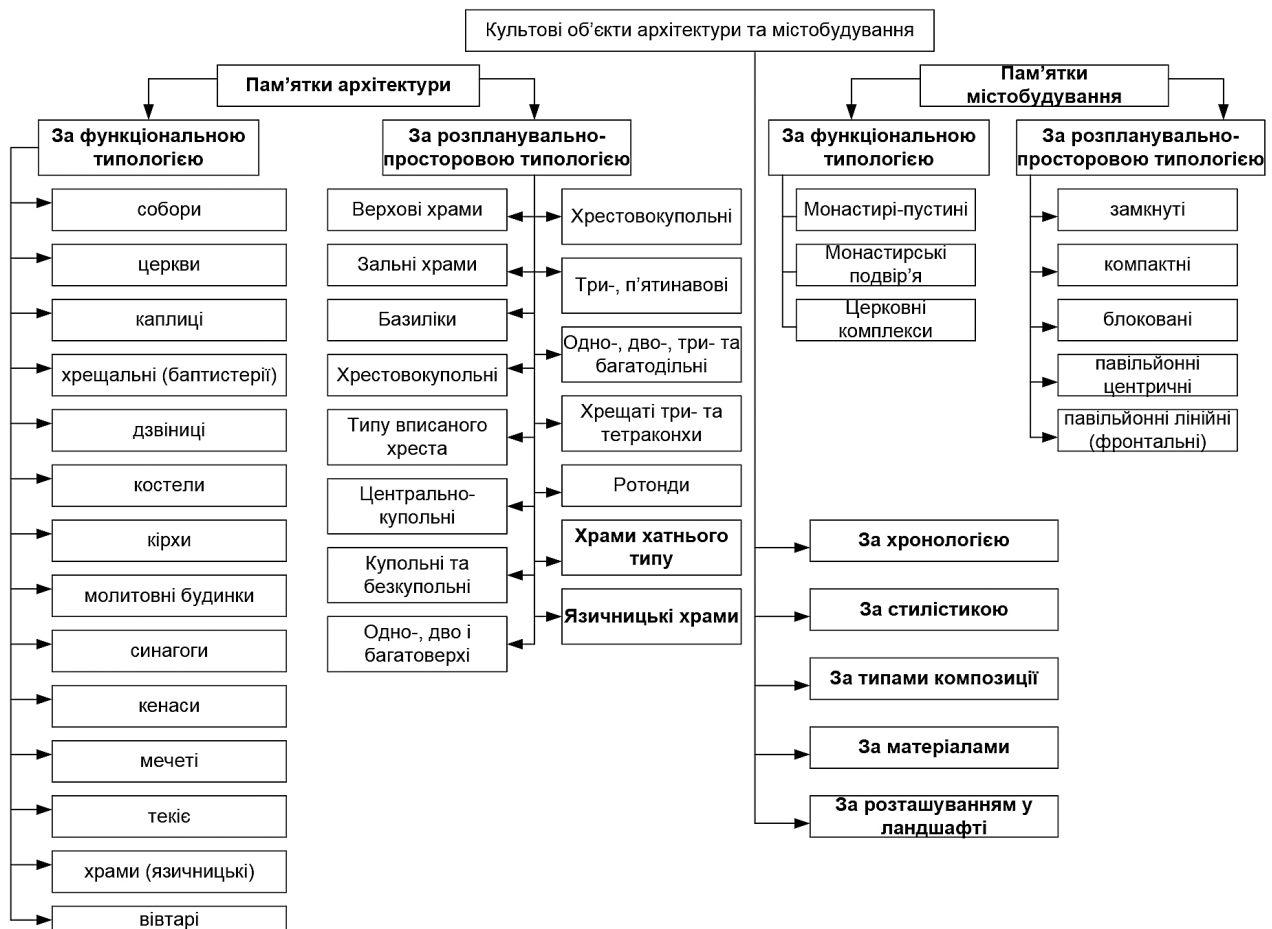 Культові об’єкти архітектури та містобудування
Пам’ятки архітектури
Пам’ятки
містобудування
За функціональною
типологією
За розпланувально-
просторовою типологією
За функціональною
типологією
За розпланувально-
просторовою типологією
собори
церкви
каплиці
хрещальні (баптистерії)
дзвіниці
костели
кірхи
молитовні будинки
синагоги
кенаси
мечеті
текіє
храми (язичницькі)
вівтарі
Верхові храми
Зальні храми
Базиліки
Хрестовокупольні
Типу вписаного
хреста
Центрально-
купольні
Купольні та
безкупольні
Одно-, дво і
багатоверхі
Хрестовокупольні
Три-, п’ятинавові
Одно-, дво-, три- та
багатодільні
Хрещаті три- та
тетраконхи
Ротонди
Храми хатнього
типу
Язичницькі храми
Монастирі-пустині
Монастирські
подвір’я
Церковні
комплекси
замкнуті
компактні
блоковані
павільйонні
центричні
павільйонні лінійні
(фронтальні)
За хронологією
За стилістикою
За типами композиції
За матеріалами
За розташуванням у
ландшафті